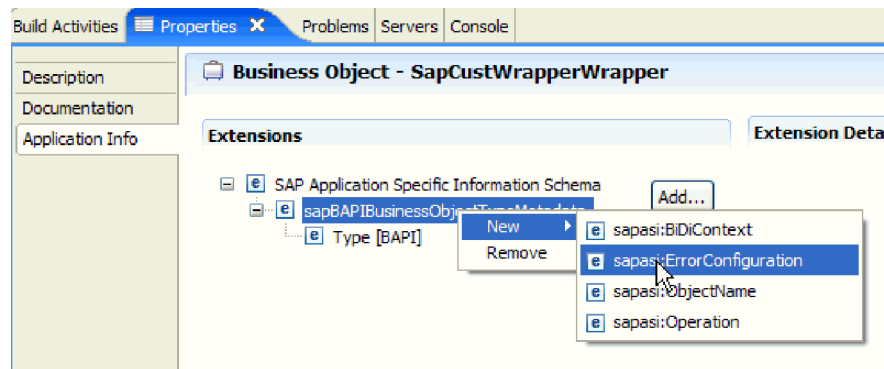 Build Activities Properties Problems Servers Console
Business Object - SapCustWrapperWrapper
Description
Documentation
Application Info
Extensions
Extension Deta
SAP Application Specific Information Schema
Add...
sapBAPIBusinessObjectTypeMetadata
Type [BAPI]
New
Remove
sapasi:BiDiContext
sapasi:ErrorConfiguration
sapasi:ObjectName
sapasi:Operation